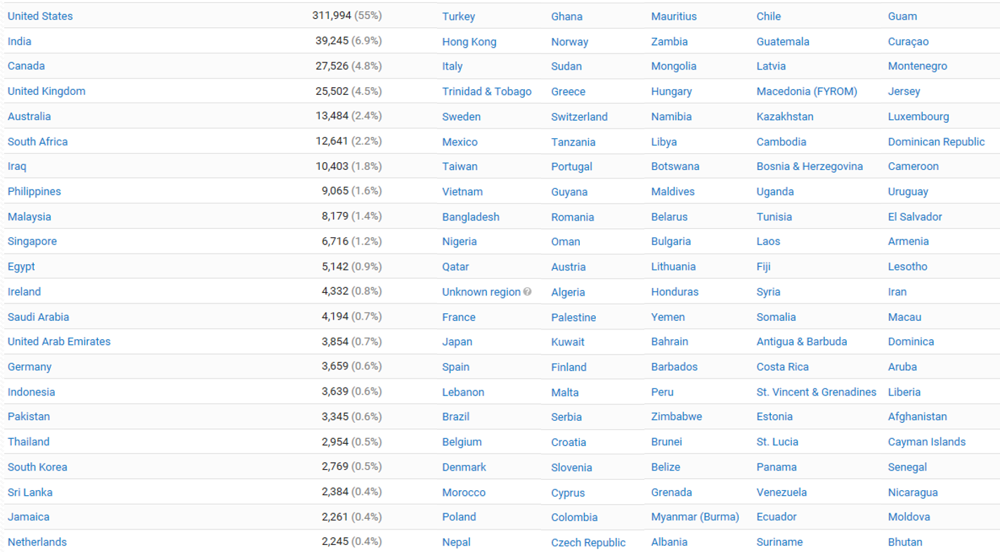 United States 311,994 (55%) Turkey Ghana Mauritius Chile Guam
India 39,245 (6.9%) Hong Kong Norway Zambia Guatemala Curaçao
Canada 27,526 (4.8%) Italy Sudan Mongolia Latvia Montenegro
United Kingdom 25,502 (4.5%) Trinidad & Tobago Greece Hungary Macedonia (FYROM) Jersey
Australia 13,484 (2.4%) Sweden Switzerland Namibia Kazakhstan Luxembourg
South Africa 12,641 (2.2%) Mexico Tanzania Libya Cambodia Dominican Republic
Iraq 10,403 (1.8%) Taiwan Portugal Botswana Bosnia & Herzegovina Cameroon
Philippines 9,065 (1.6%) Vietnam Guyana Maldives Uganda Uruguay
Malaysia 8,179 (1.4%) Bangladesh Romania Belarus Tunisia El Salvador
Singapore 6,716 (1.2%) Nigeria Oman Bulgaria Laos Armenia
Egypt 5,142 (0.9%) Qatar Austria Lithuania Fiji Lesotho
Ireland 4,332 (0.8%) Unknown region ? Algeria Honduras Syria Iran
Saudi Arabia 4,194 (0.7%) France Palestine Yemen Somalia Macau
United Arab Emirates 3,854 (0.7%) Japan Kuwait Bahrain Antigua & Barbuda Dominica
Germany 3,659 (0.6%) Spain Finland Barbados Costa Rica Aruba
Indonesia 3,639 (0.6%) Lebanon Malta Peru St. Vincent & Grenadines Liberia
Pakistan 3,345 (0.6%) Brazil Serbia Zimbabwe Estonia Afghanistan
Thailand 2,954 (0.5%) Belgium Croatia Brunei St. Lucia Cayman Islands
South Korea 2,769 (0.5%) Denmark Slovenia Belize Panama Senegal
Sri Lanka 2,384 (0.4%) Morocco Cyprus Grenada Venezuela Nicaragua
Jamaica 2,261 (0.4%) Poland Colombia Myanmar (Burma) Ecuador Moldova
Netherlands 2,245 (0.4%) Nepal Czech Republic Albania Suriname Bhutan